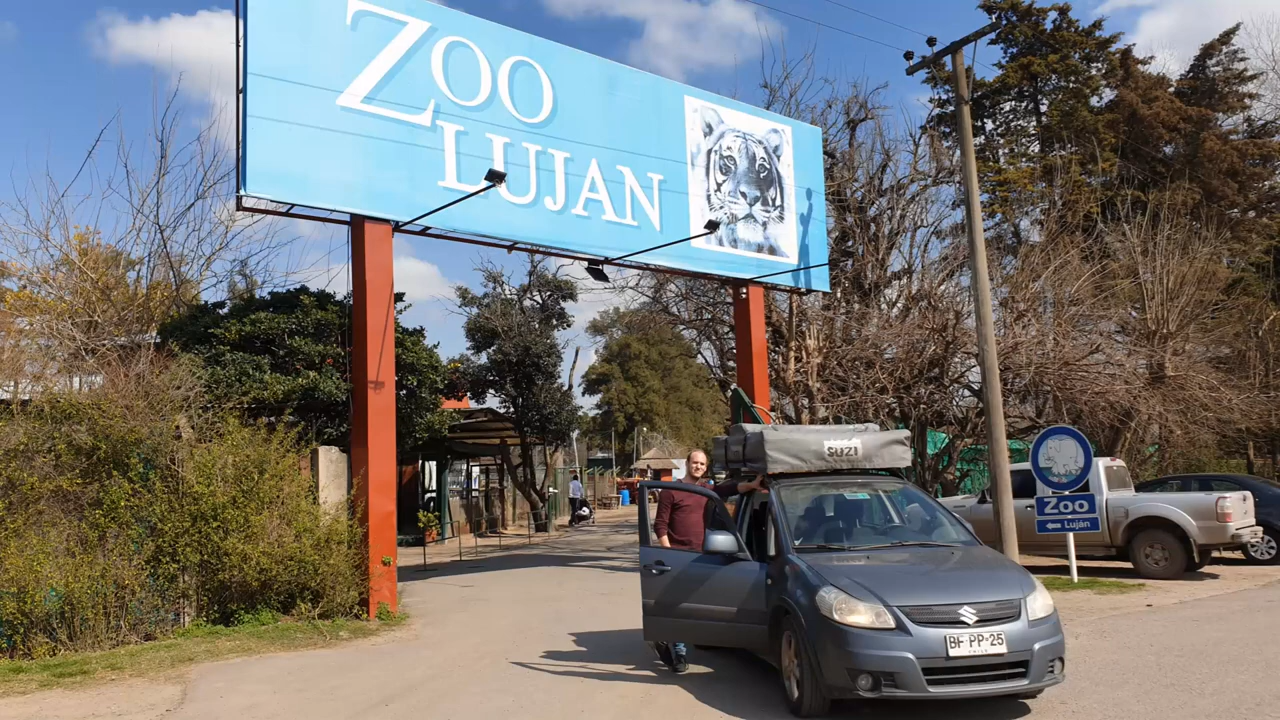 ZOO
LUJAN
SUZI
Zoo
Luján
BF PP·25
CHILE